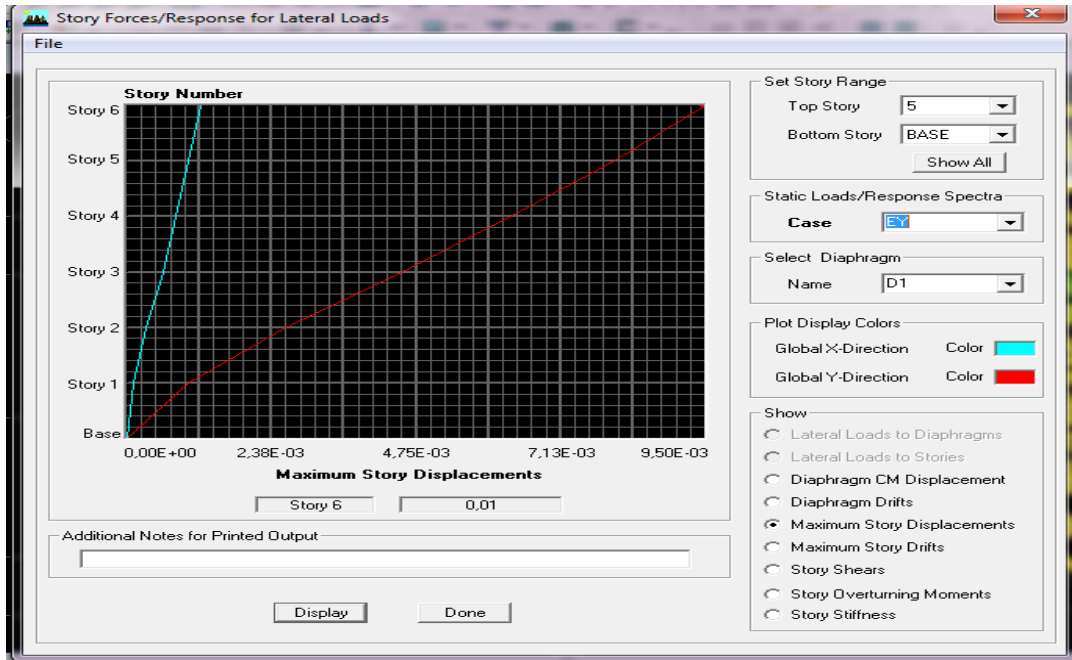 Story Forces/Response for Lateral Loads
File
Story Number
Story 6
Story 5
Story 4
Story 3
Story 2
Story 1
Base
0,00E+00 2,38E-03 4,75E-03 7,13E-03 9,50E-03
Maximum Story Displacements
Story 6 0,01
Additional Notes for Printed Output
Display Done
Set Story Range
Top Story 5
Bottom Story BASE
Show All
Static Loads/Response Spectra
Case EY
Select Diaphragm
Name D1
Plot Display Colors
Global X-Direction Color
Global Y-Direction Color
Show
Lateral Loads to Diaphragms
Lateral Loads to Stories
Diaphragm CM Displacement
Diaphragm Drifts
Maximum Story Displacements
Maximum Story Drifts
Story Shears
Story Overturning Moments
Story Stiffness